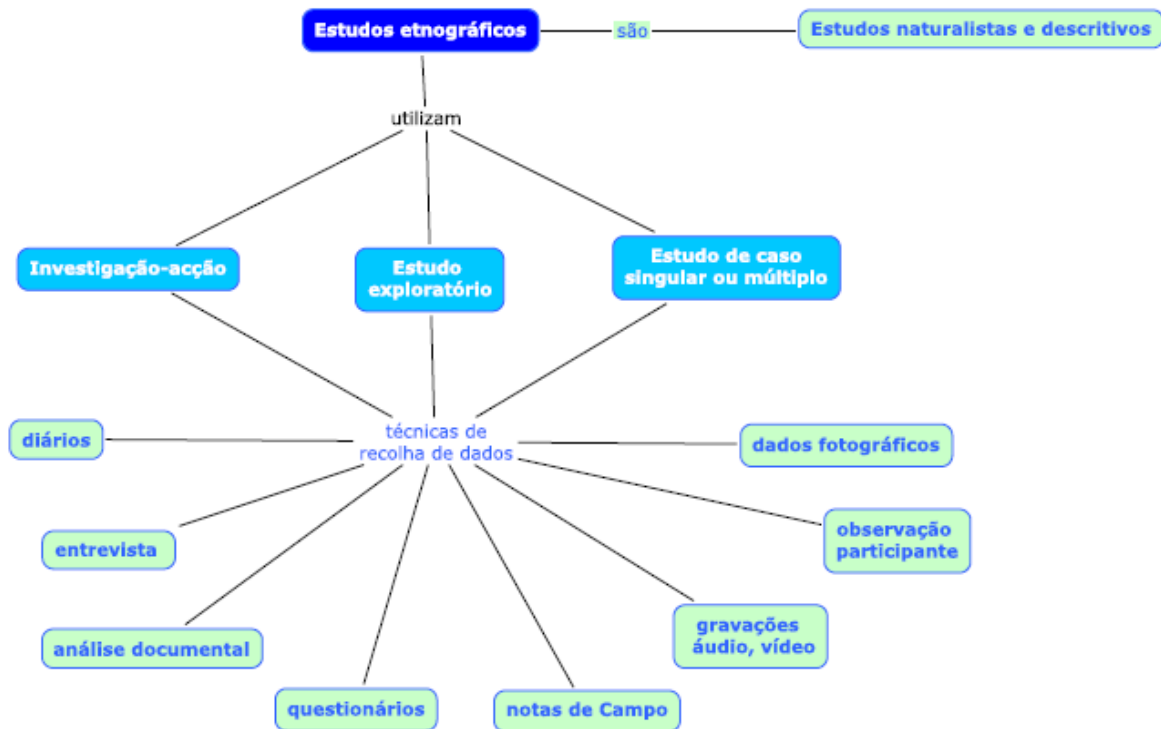 Estudos etnográficos
são
Estudos naturalistas e descritivos
utilizam
Investigação-acção
Estudo
exploratório
Estudo de caso
singular ou múltiplo
técnicas de
recolha de dados
diários
dados fotográficos
entrevista
observação
participante
análise documental
gravações
áudio, vídeo
questionários
notas de Campo